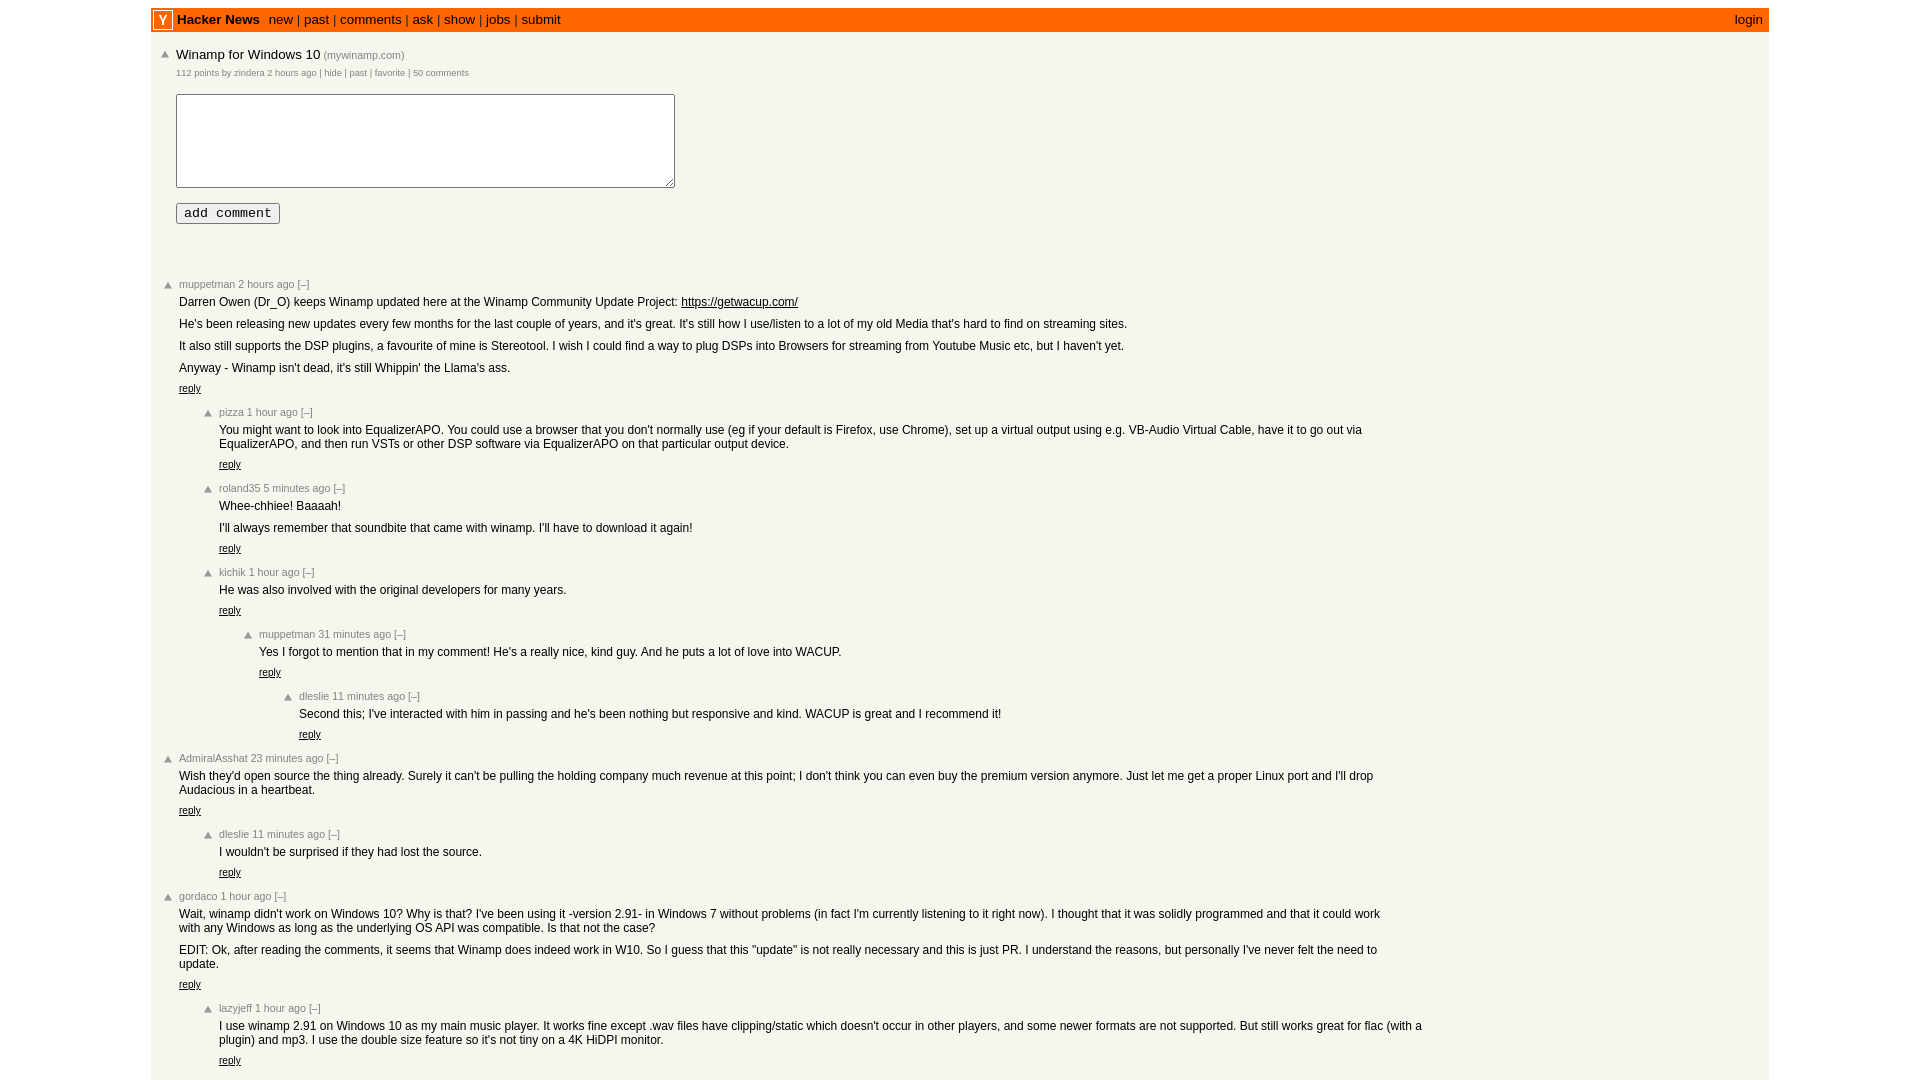 Y Hacker News new | past | comments | ask | show | jobs | submit login
Winamp for Windows 10 (mywinamp.com)
112 points by zindera 2 hours ago | hide | past | favorite | 50 comments
add comment
muppetman 2 hours ago [–]
Darren Owen (Dr_O) keeps Winamp updated here at the Winamp Community Update Project: https://getwacup.com/
He's been releasing new updates every few months for the last couple of years, and it's great. It's still how I use/listen to a lot of my old Media that's hard to find on streaming sites.
It also still supports the DSP plugins, a favourite of mine is Stereotool. I wish I could find a way to plug DSPs into Browsers for streaming from Youtube Music etc, but I haven't yet.
Anyway - Winamp isn't dead, it's still Whippin' the Llama's ass.
reply
pizza 1 hour ago [–]
You might want to look into EqualizerAPO. You could use a browser that you don't normally use (eg if your default is Firefox, use Chrome), set up a virtual output using e.g. VB-Audio Virtual Cable, have it to go out via
EqualizerAPO, and then run VSTs or other DSP software via EqualizerAPO on that particular output device.
reply
roland35 5 minutes ago [–]
Whee-chhiee! Baaaah!
I'll always remember that soundbite that came with winamp. I'll have to download it again!
reply
kichik 1 hour ago [–]
He was also involved with the original developers for many years.
reply
muppetman 31 minutes ago [–]
Yes I forgot to mention that in my comment! He's a really nice, kind guy. And he puts a lot of love into WACUP.
reply
dleslie 11 minutes ago [–]
Second this; I've interacted with him in passing and he's been nothing but responsive and kind. WACUP is great and I recommend it!
reply
AdmiralAsshat 23 minutes ago [–]
Wish they'd open source the thing already. Surely it can't be pulling the holding company much revenue at this point; I don't think you can even buy the premium version anymore. Just let me get a proper Linux port and I'll drop
Audacious in a heartbeat.
reply
dleslie 11 minutes ago [–]
I wouldn't be surprised if they had lost the source.
reply
gordaco 1 hour ago [–]
Wait, winamp didn't work on Windows 10? Why is that? I've been using it -version 2.91- in Windows 7 without problems (in fact I'm currently listening to it right now). I thought that it was solidly programmed and that it could work
with any Windows as long as the underlying OS API was compatible. Is that not the case?
EDIT: Ok, after reading the comments, it seems that Winamp does indeed work in W10. So I guess that this "update" is not really necessary and this is just PR. I understand the reasons, but personally I've never felt the need to
update.
reply
lazyjeff 1 hour ago [–]
I use winamp 2.91 on Windows 10 as my main music player. It works fine except .wav files have clipping/static which doesn't occur in other players, and some newer formats are not supported. But still works great for flac (with a
plugin) and mp3. I use the double size feature so it's not tiny on a 4K HiDPI monitor.
reply